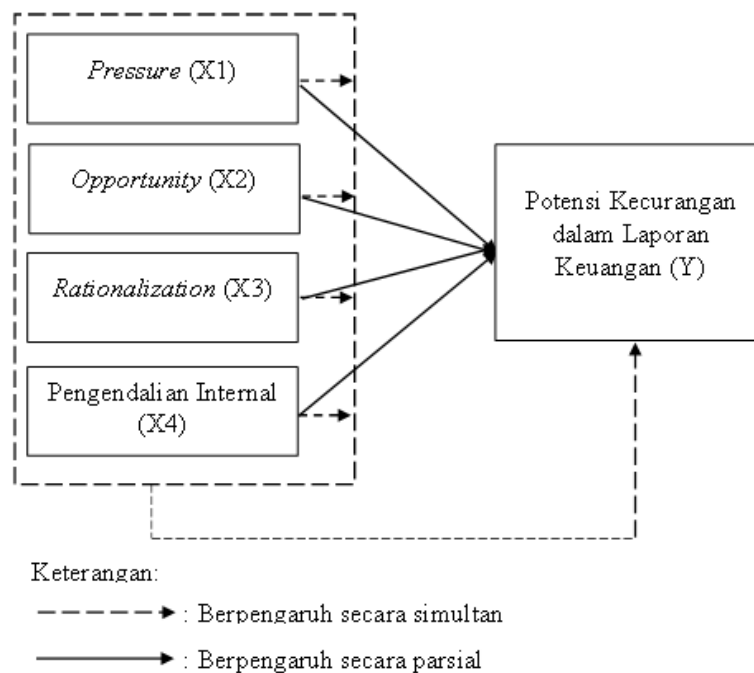 Pressure (X1)
Opportunity (X2)
Rationalization (X3)
Pengendalian Internal
(X4)
Potensi Kecurangan
dalam Laporan
Keuangan (Y)
Keterangan:
: Berpengaruh secara simultan
: Berpengaruh secara parsial